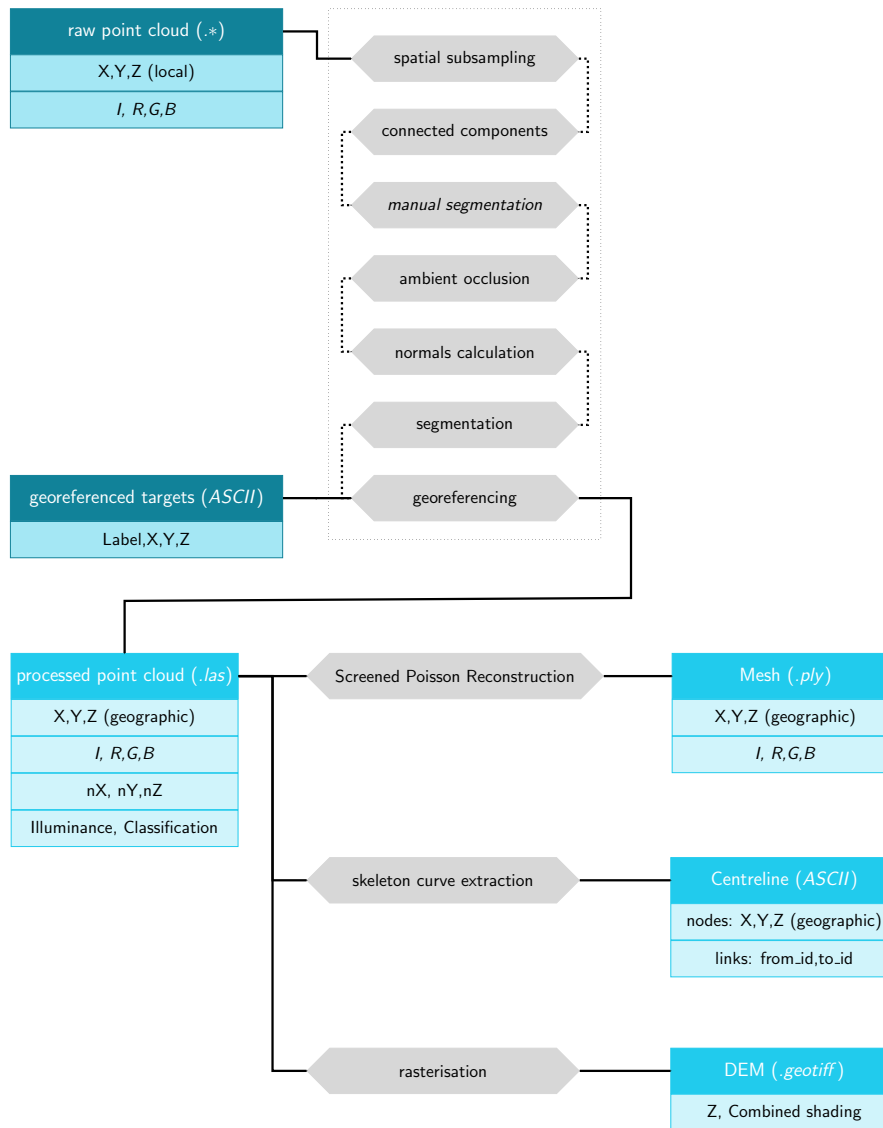 raw point cloud (.*)
X,Y,Z (local)
I, R,G,B
spatial subsampling
connected components
manual segmentation
ambient occlusion
normals calculation
segmentation
georeferencing
georeferenced targets (ASCII)
Label,X,Y,Z
processed point cloud (.las)
X,Y,Z (geographic)
I, R,G,B
nX, nY,nZ
Illuminance, Classification
Screened Poisson Reconstruction
Mesh (.ply)
X,Y,Z (geographic)
I, R,G,B
skeleton curve extraction
Centreline (ASCII)
nodes: X,Y,Z (geographic)
links: from_id,to_id
rasterisation
DEM (.geotiff)
Z, Combined shading